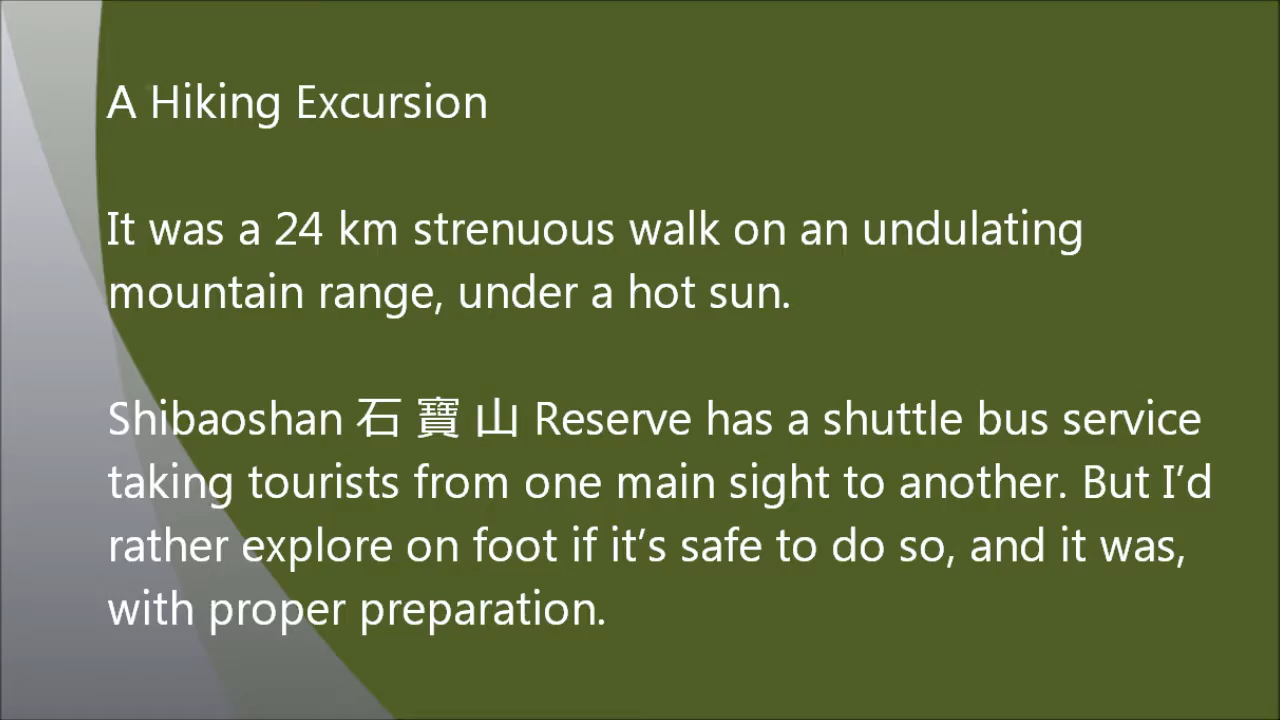 A Hiking Excursion
It was a 24 km strenuous walk on an undulating
mountain range, under a hot sun.
Shibaoshan 石 寶 山 Reserve has a shuttle bus service
taking tourists from one main sight to another. But I’d
rather explore on foot if it’s safe to do so, and it was,
with proper preparation.